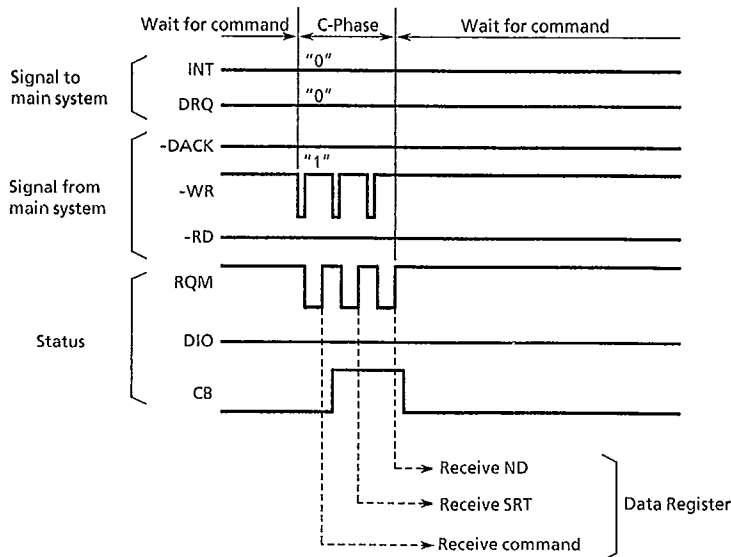 Wait for command C-Phase Wait for command
Signal to
main system
INT "0"
DRQ "0"
Signal from
main system
-DACK
"1"
-WR
-RD
Status
RQM
DIO
CB
Receive ND
Receive SRT
Receive command
Data Register